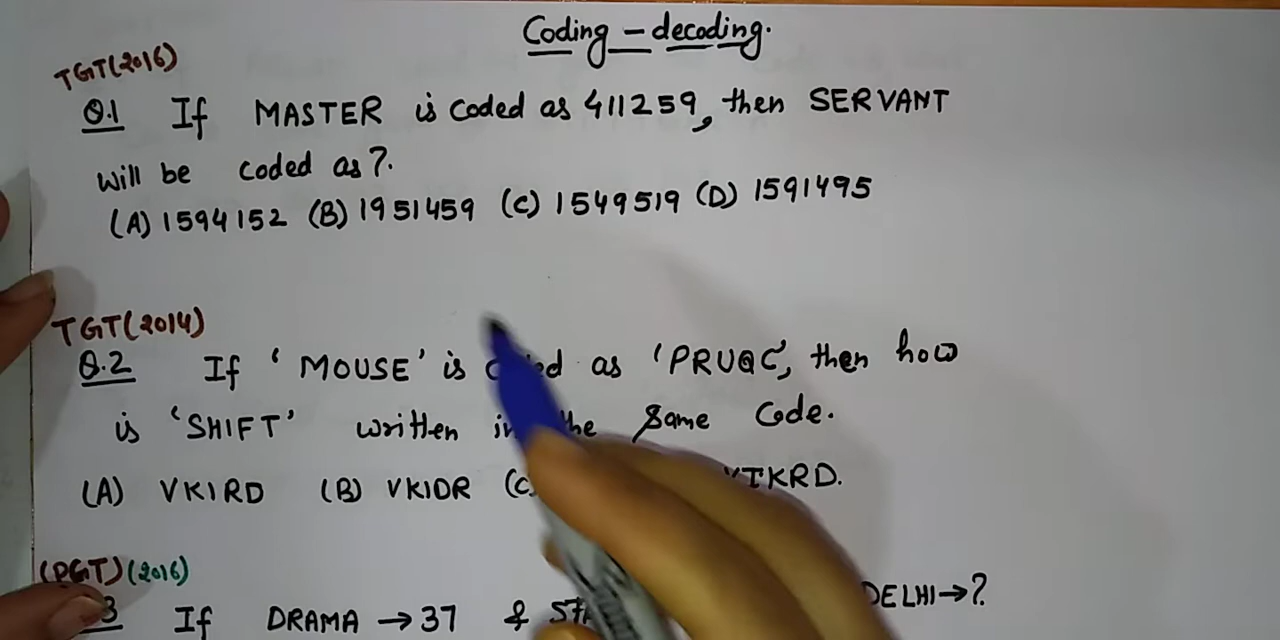 Coding - decoding.
TGT(2016)
Q.1 If MASTER is coded as 411259, then SERVANT
will be coded as ?.
(A) 1594152 (B) 1951459 (C) 1549519 (D) 1591495
TGT(2014)
Q.2 If 'MOUSE' is as 'PRUQC', then how
is 'SHIFT' written in the same code.
(A) VKIRD (B) VKIDR
(PGT)(2016)
3 If DRAMA → 37 & DELHI → ?